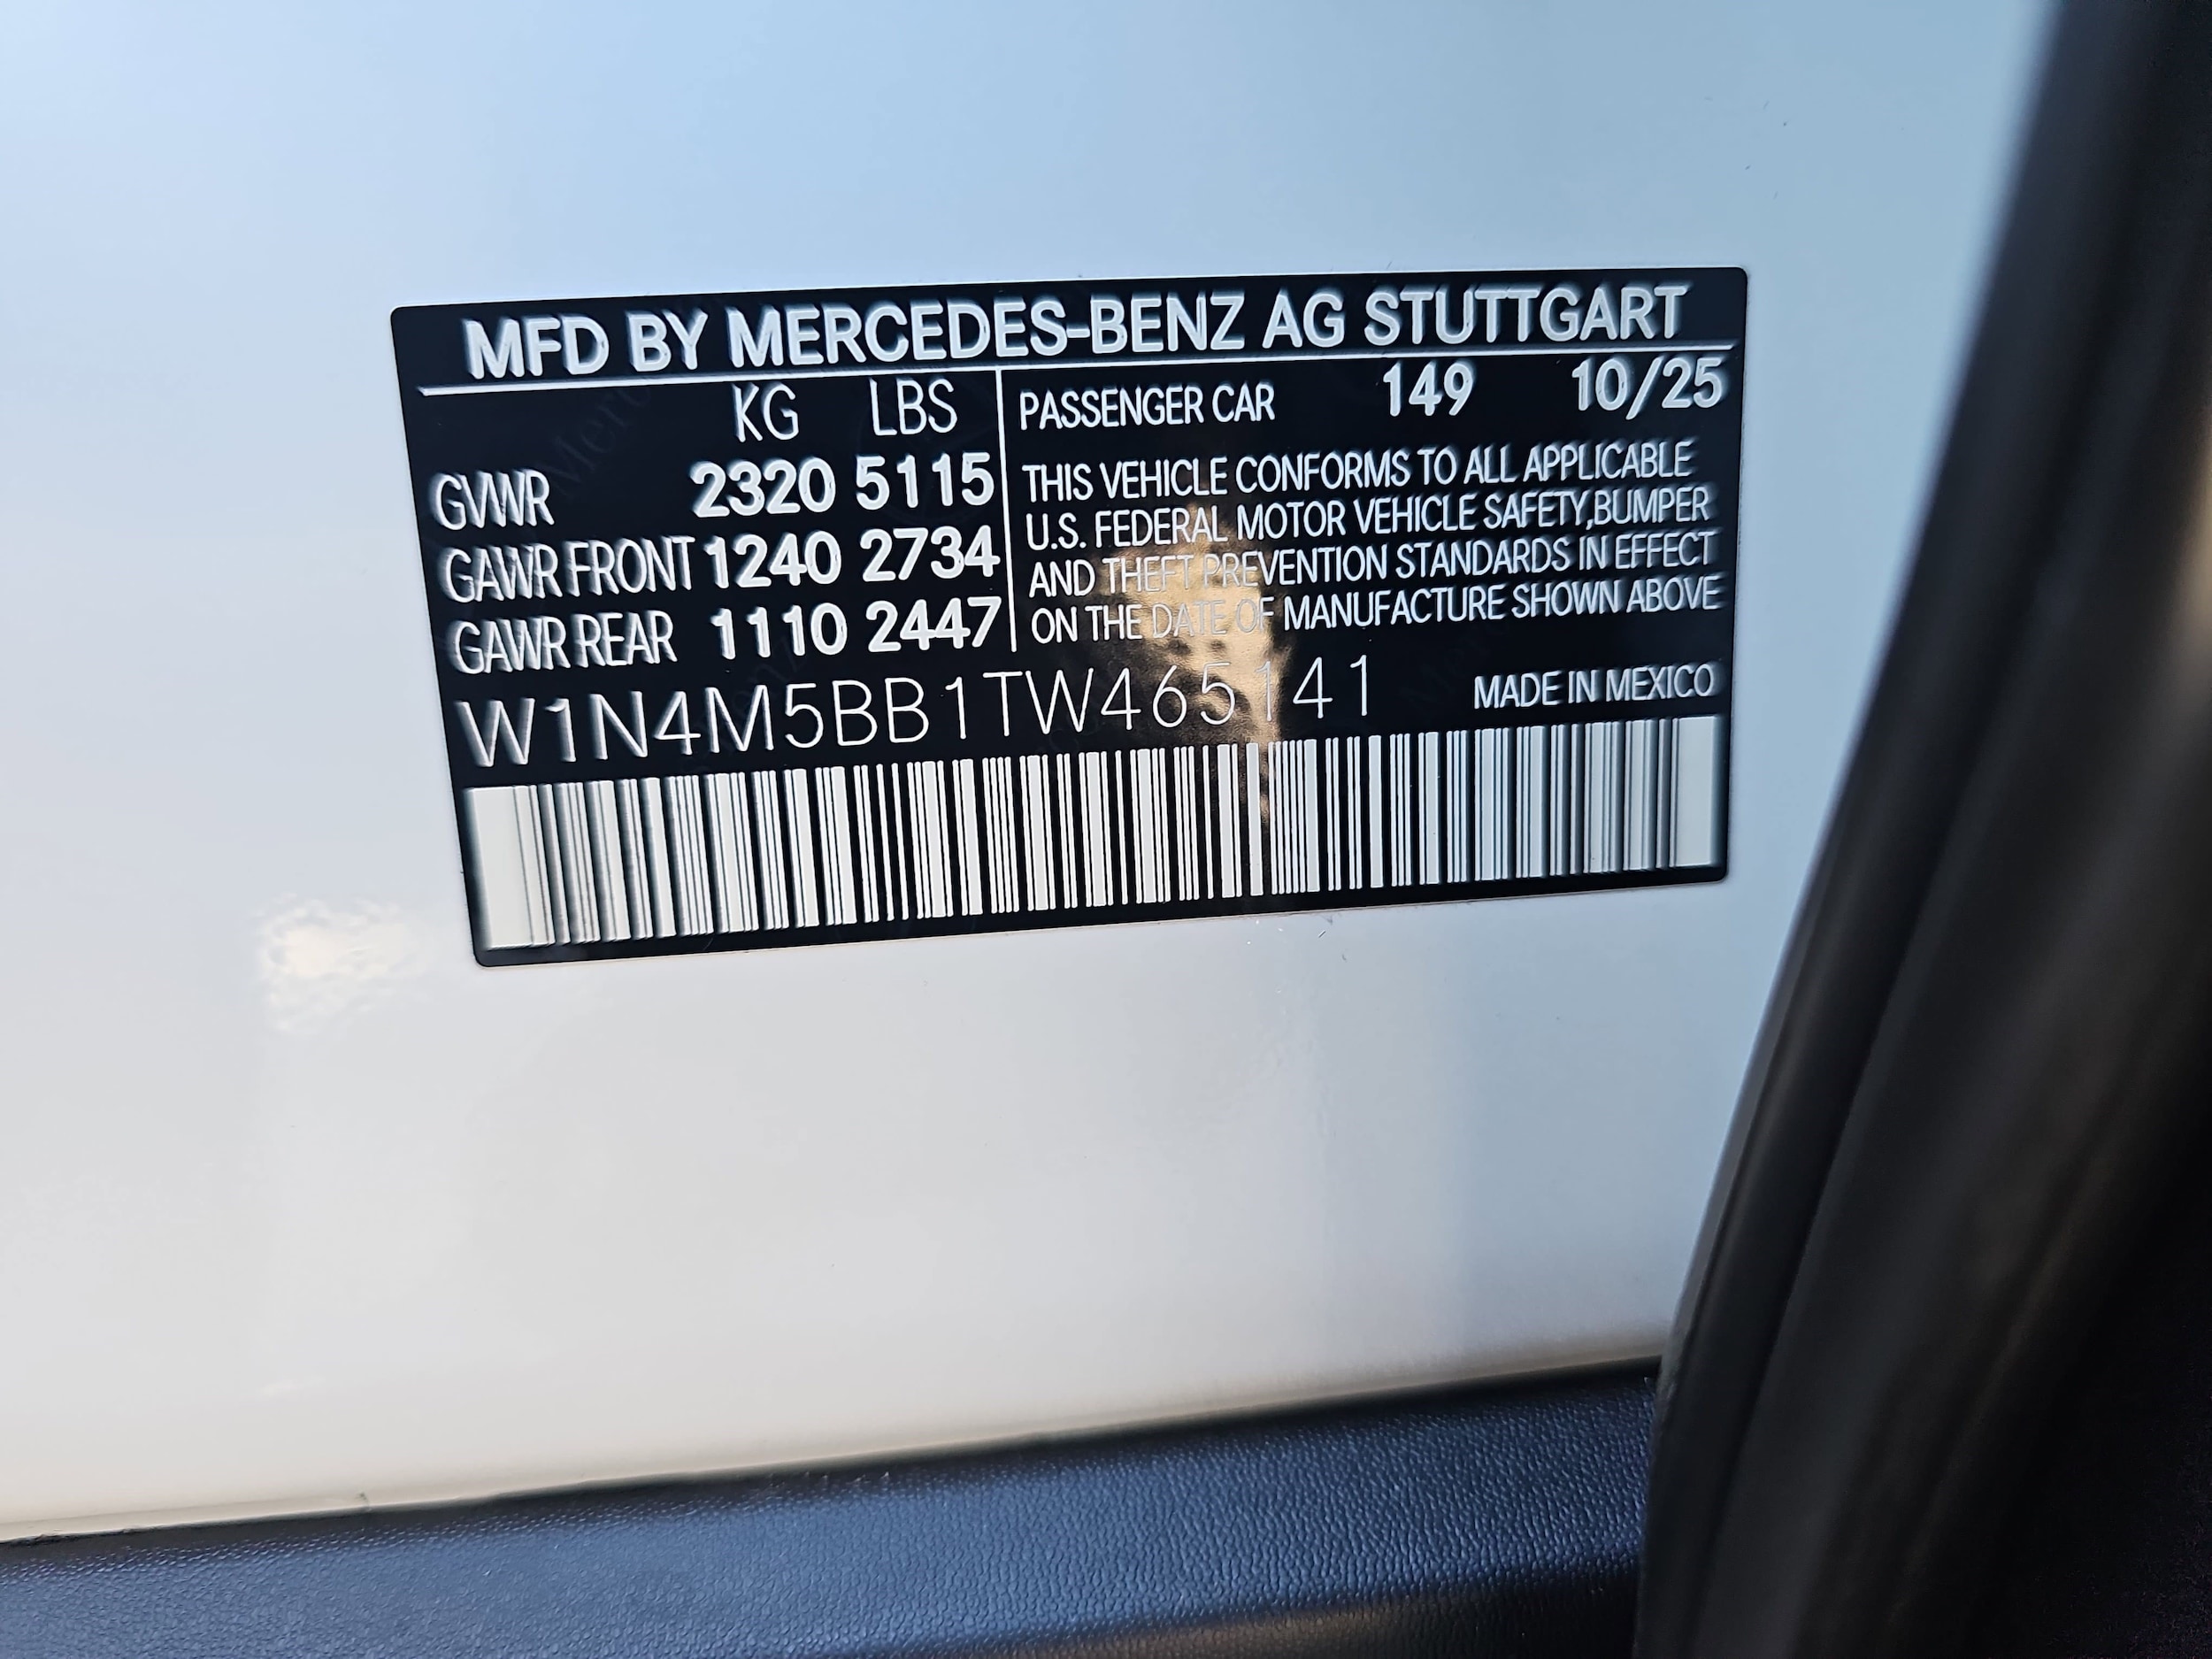 MFD BY MERCEDES-BENZ AG STUTTGART
KG LBS
GVWR 2320 5115
GAWR FRONT 1240 2734
GAWR REAR 1110 2447
PASSENGER CAR 149 10/25
THIS VEHICLE CONFORMS TO ALL APPLICABLE
U.S. FEDERAL MOTOR VEHICLE SAFETY,BUMPER
AND THEFT PREVENTION STANDARDS IN EFFECT
ON THE DATE OF MANUFACTURE SHOWN ABOVE
W1N4M5BB1TW465141 MADE IN MEXICO